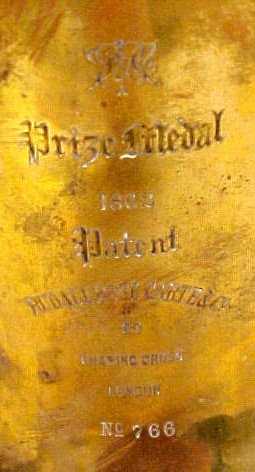 Prize Medal
1862
Patent
RUDALL ROSE CARTE & Co.
20
CHARING CROSS
LONDON
No 766